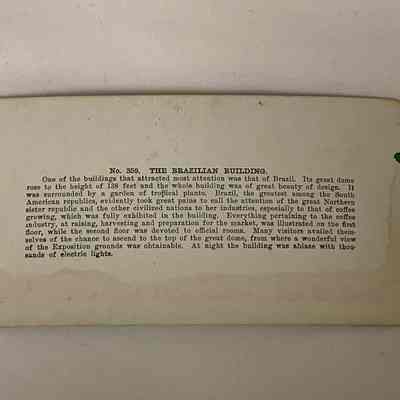 No. 359. THE BRAZILIAN BUILDING.
One of the buildings that attracted most attention was that of Brazil. Its great dome
rose to the height of 138 feet and the whole building was of great beauty of design. It
was surrounded by a garden of tropical plants. Brazil, the greatest among the South
American republics, evidently took great pains to call the attention of the great Northern
sister republic and the other civilized nations to her industries, especially to that of coffee
growing, which was fully exhibited in the building. Everything pertaining to the coffee
industry, at raising, harvesting and preparation for the market, was illustrated on the first
floor, while the second floor was devoted to official rooms. Many visitors availed them-
selves of the chance to ascend to the top of the great dome, from where a wonderful view
of the Exposition grounds was obtainable. At night the building was ablaze with thou-
sands of electric lights.